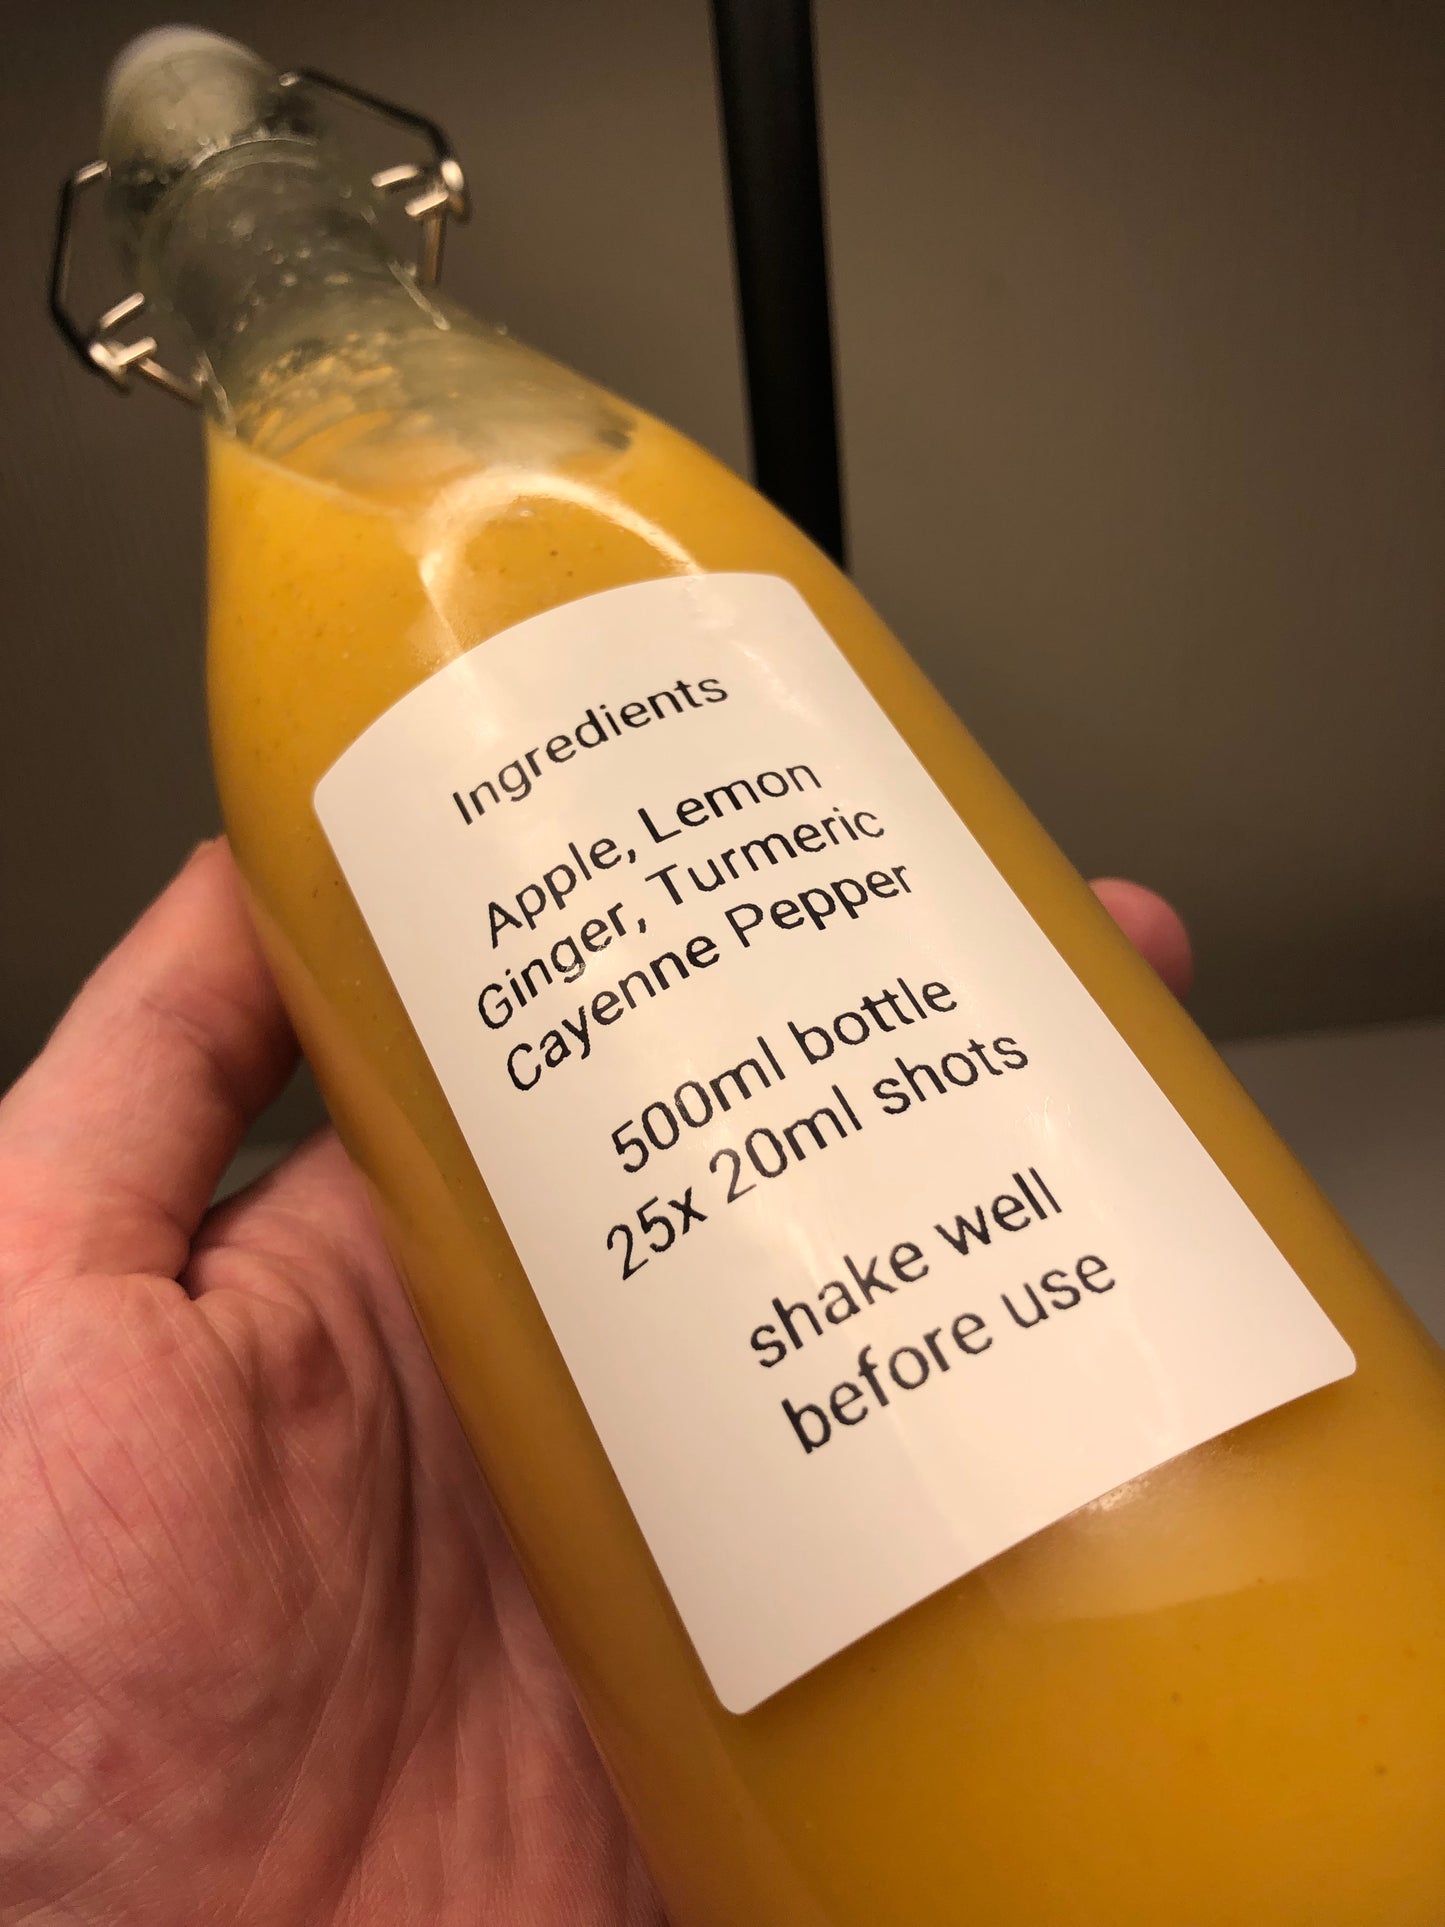 Ingredients
Apple, Lemon
Ginger, Turmeric
Cayenne Pepper
500ml bottle
25x 20ml shots
shake well
before use